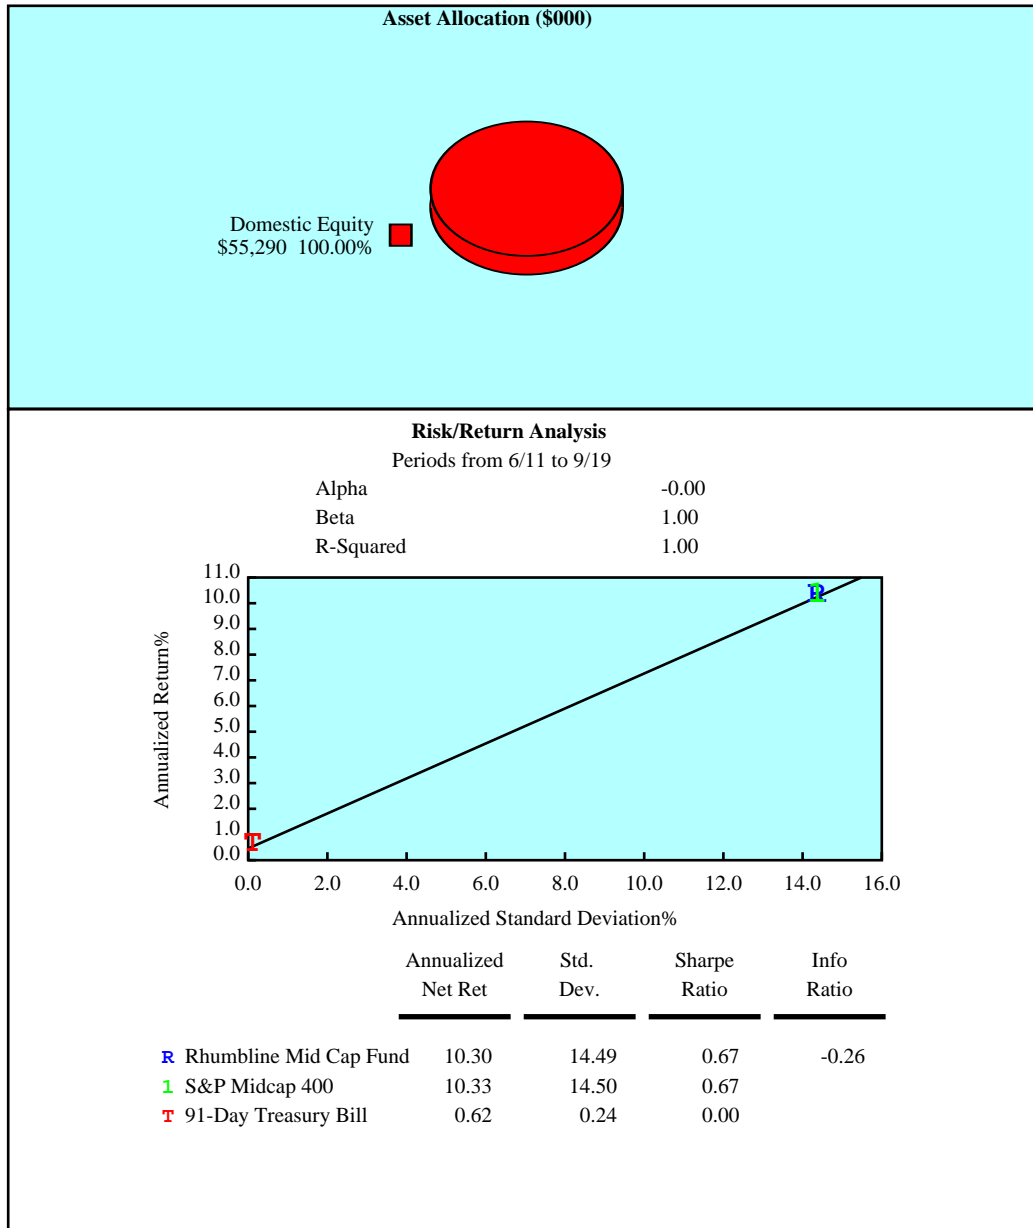 Asset Allocation ($000)
Domestic Equity
$55,290 100.00%
Risk/Return Analysis
Periods from 6/11 to 9/19
Alpha -0.00
Beta 1.00
R-Squared 1.00
11.0
10.0
9.0
8.0
7.0
6.0
5.0
4.0
3.0
2.0
1.0
0.0
Annualized Return%
R
1
T
0.0 2.0 4.0 6.0 8.0 10.0 12.0 14.0 16.0
Annualized Standard Deviation%
Annualized Std. Sharpe Info
Net Ret Dev. Ratio Ratio
R Rhumbline Mid Cap Fund 10.30 14.49 0.67 -0.26
1 S&P Midcap 400 10.33 14.50 0.67
T 91-Day Treasury Bill 0.62 0.24 0.00